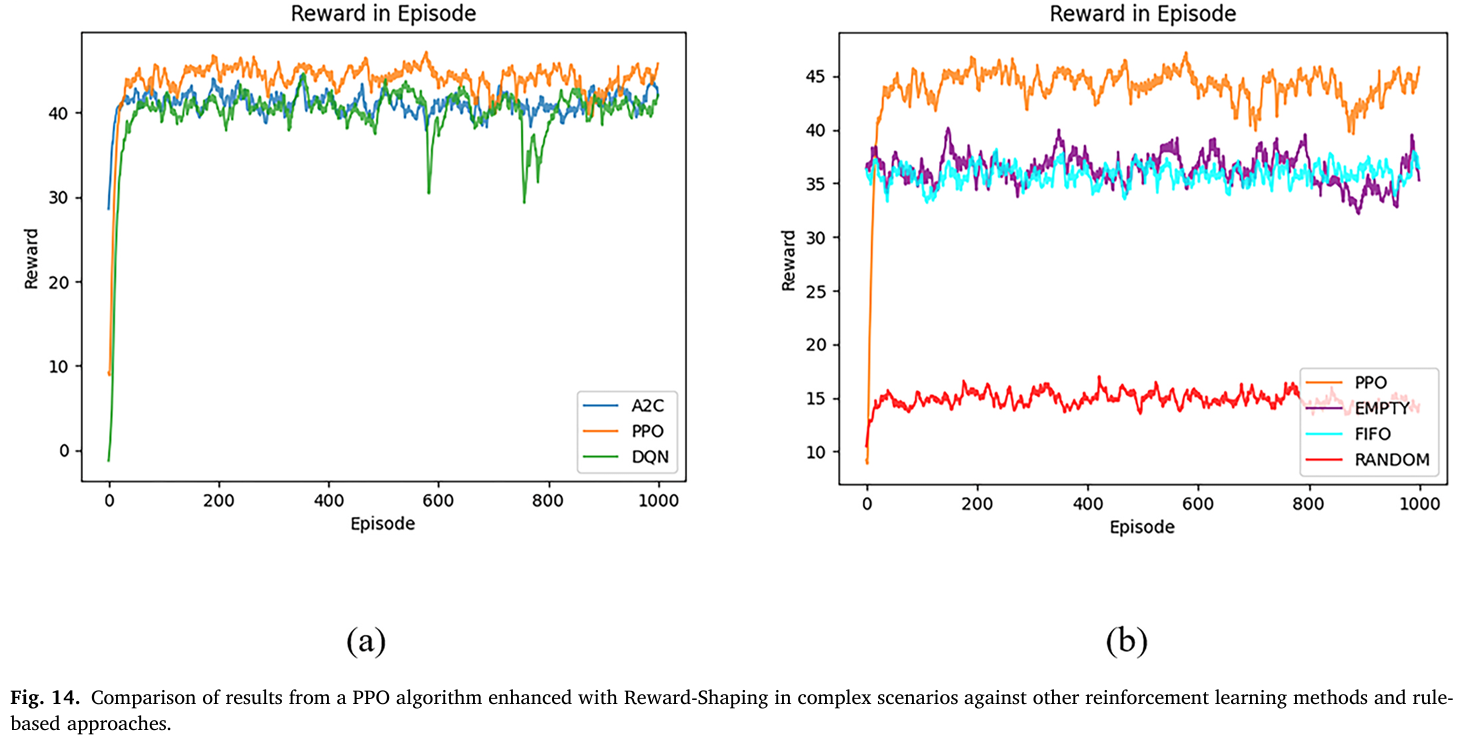 Reward in Episode
Reward
40
30
20
10
0
0 200 400 600 800 1000
Episode
A2C
PPO
DQN
(a)
Reward in Episode
Reward
45
40
35
30
25
20
15
10
0 200 400 600 800 1000
Episode
PPO
EMPTY
FIFO
RANDOM
(b)
Fig. 14. Comparison of results from a PPO algorithm enhanced with Reward-Shaping in complex scenarios against other reinforcement learning methods and rule-
based approaches.